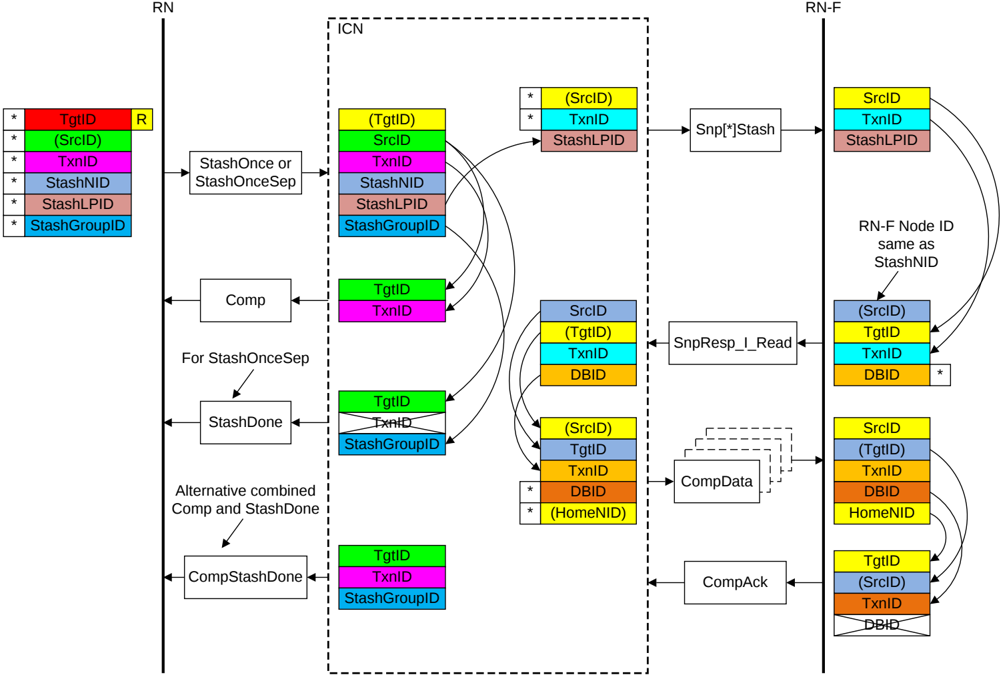 RN
ICN
RN-F
*
TgtID
R
*
(SrcID)
*
TxnID
*
StashNID
*
StashLPID
*
StashGroupID
StashOnce or
StashOnceSep
(TgtID)
SrcID
TxnID
StashNID
StashLPID
StashGroupID
*
(SrcID)
*
TxnID
StashLPID
Snp[*]Stash
SrcID
TxnID
StashLPID
Comp
TgtID
TxnID
RN-F Node ID
same as
StashNID
SrcID
(TgtID)
TxnID
DBID
SnpResp_I_Read
(SrcID)
TgtID
TxnID
DBID
*
For StashOnceSep
StashDone
TgtID
TxnID
StashGroupID
(SrcID)
TgtID
TxnID
*
DBID
*
(HomeNID)
CompData
SrcID
(TgtID)
TxnID
DBID
HomeNID
Alternative combined
Comp and StashDone
CompStashDone
TgtID
TxnID
StashGroupID
CompAck
TgtID
(SrcID)
TxnID
DBID